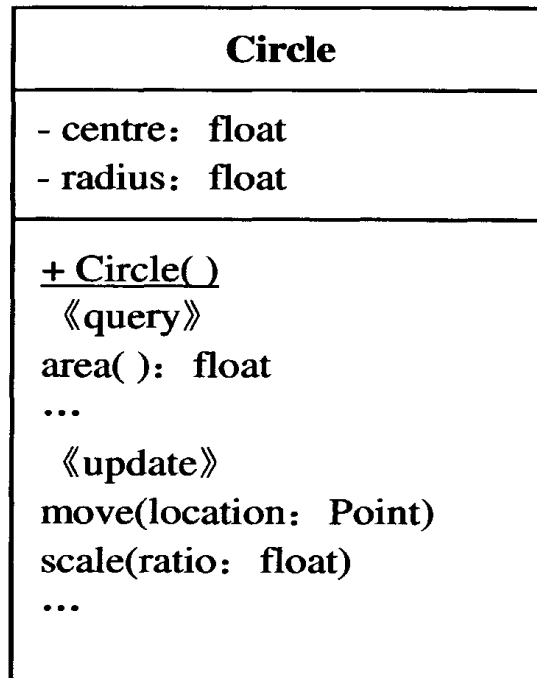 Circle
- centre： float
- radius： float
+ Circle( )
《query》
area( )： float
…
《update》
move(location： Point)
scale(ratio： float)
…